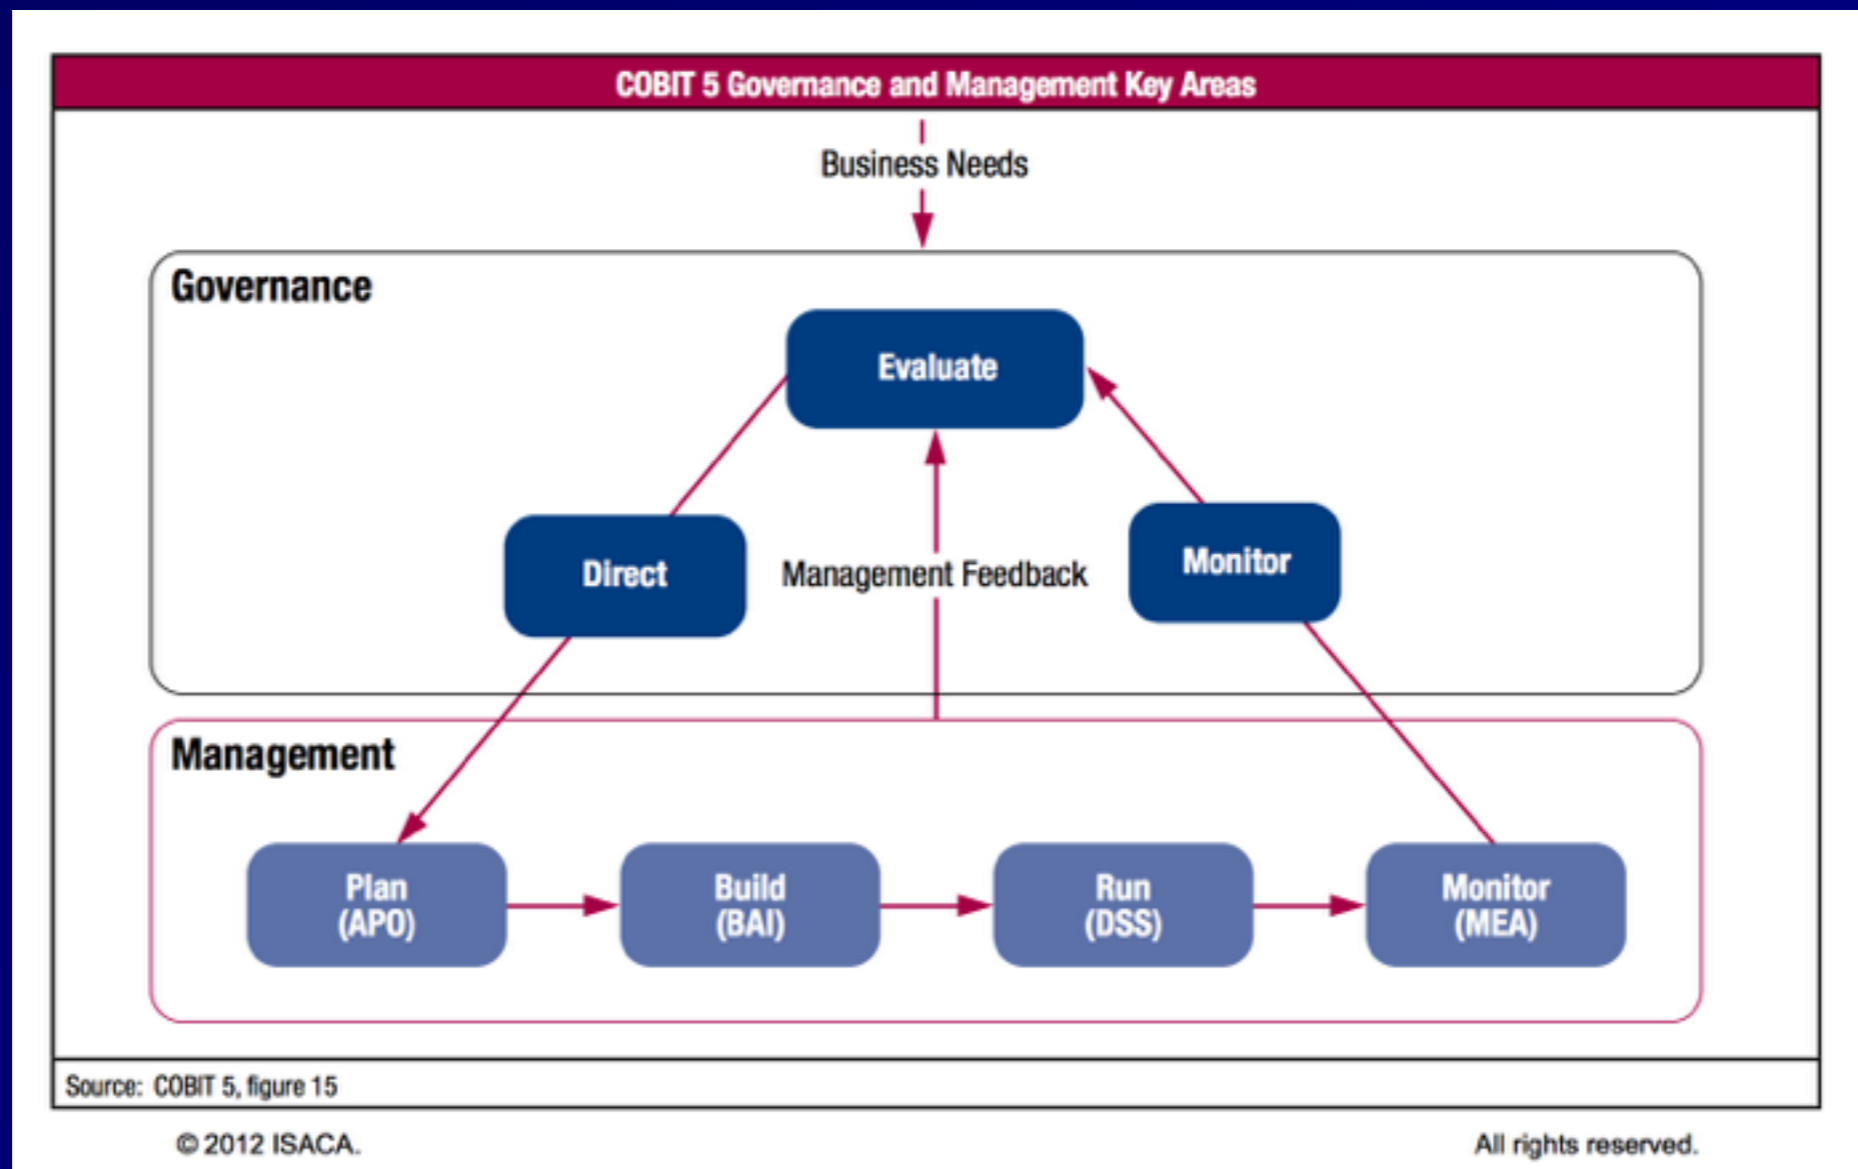 COBIT 5 Governance and Management Key Areas
Business Needs
Governance
Evaluate
Direct
Management Feedback
Monitor
Management
Plan
(APO)
Build
(BAI)
Run
(DSS)
Monitor
(MEA)
Source: COBIT 5, figure 15
© 2012 ISACA.
All rights reserved.